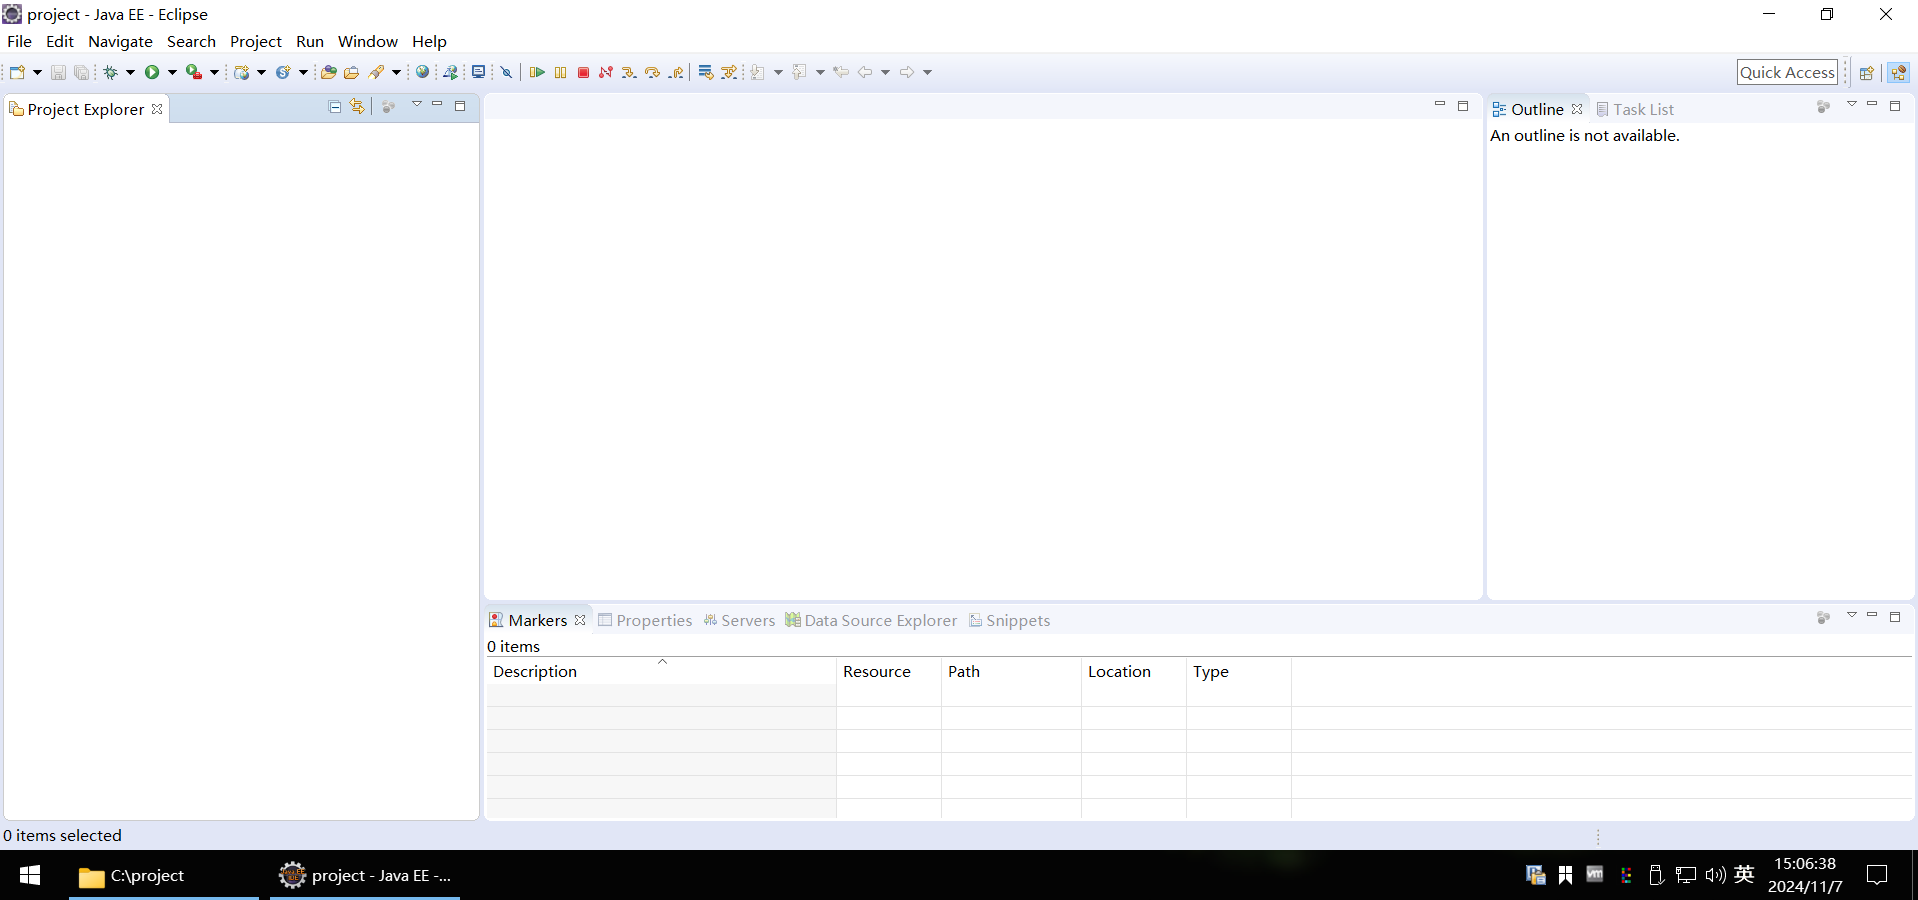 project - Java EE - Eclipse
File Edit Navigate Search Project Run Window Help
Quick Access
Project Explorer
Outline Task List
An outline is not available.
Markers Properties Servers Data Source Explorer Snippets
0 items
Description Resource Path Location Type
0 items selected
C:\project project - Java EE -...
英
15:06:38
2024/11/7